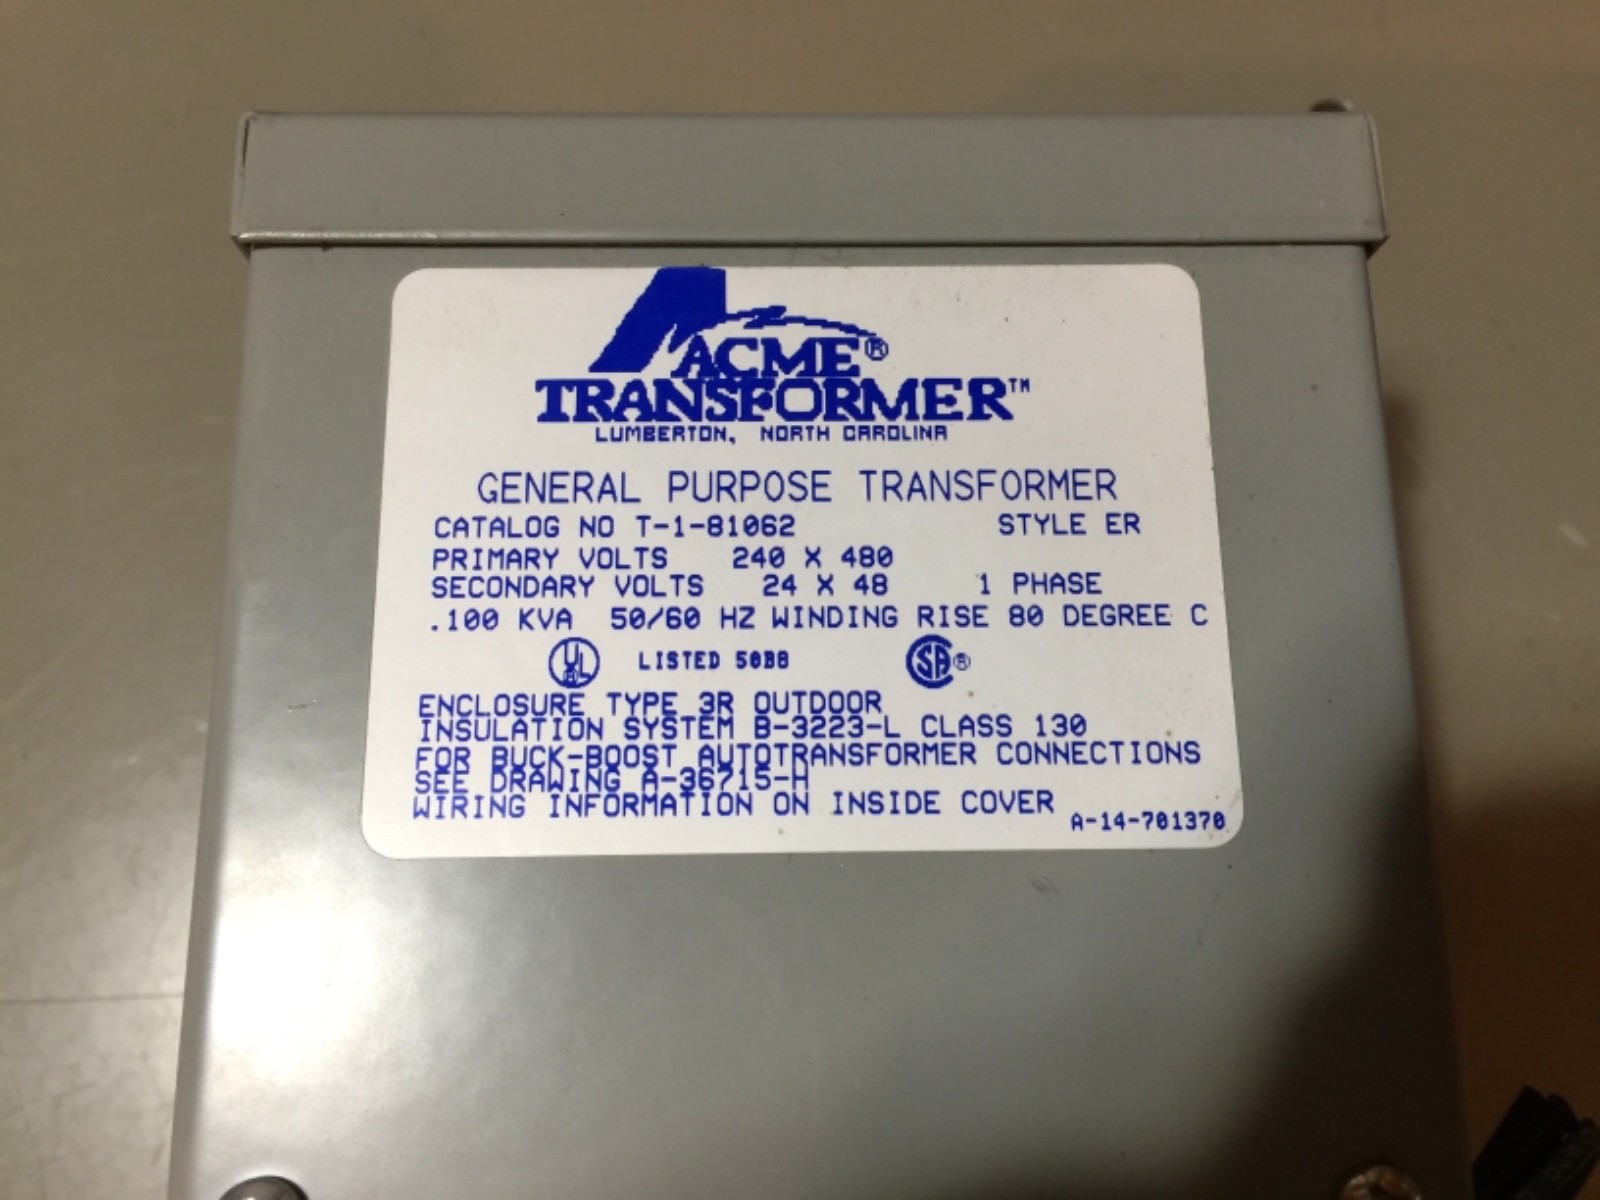 ACME®
TRANSFORMER™
LUMBERTON, NORTH CAROLINA
GENERAL PURPOSE TRANSFORMER
CATALOG NO T-1-81062 STYLE ER
PRIMARY VOLTS 240 X 480
SECONDARY VOLTS 24 X 48 1 PHASE
.100 KVA 50/60 HZ WINDING RISE 80 DEGREE C
UL LISTED 50B8 SA®
ENCLOSURE TYPE 3R OUTDOOR
INSULATION SYSTEM B-3223-L CLASS 130
FOR BUCK-BOOST AUTOTRANSFORMER CONNECTIONS
SEE DRAWING A-36715-H
WIRING INFORMATION ON INSIDE COVER
A-14-701370